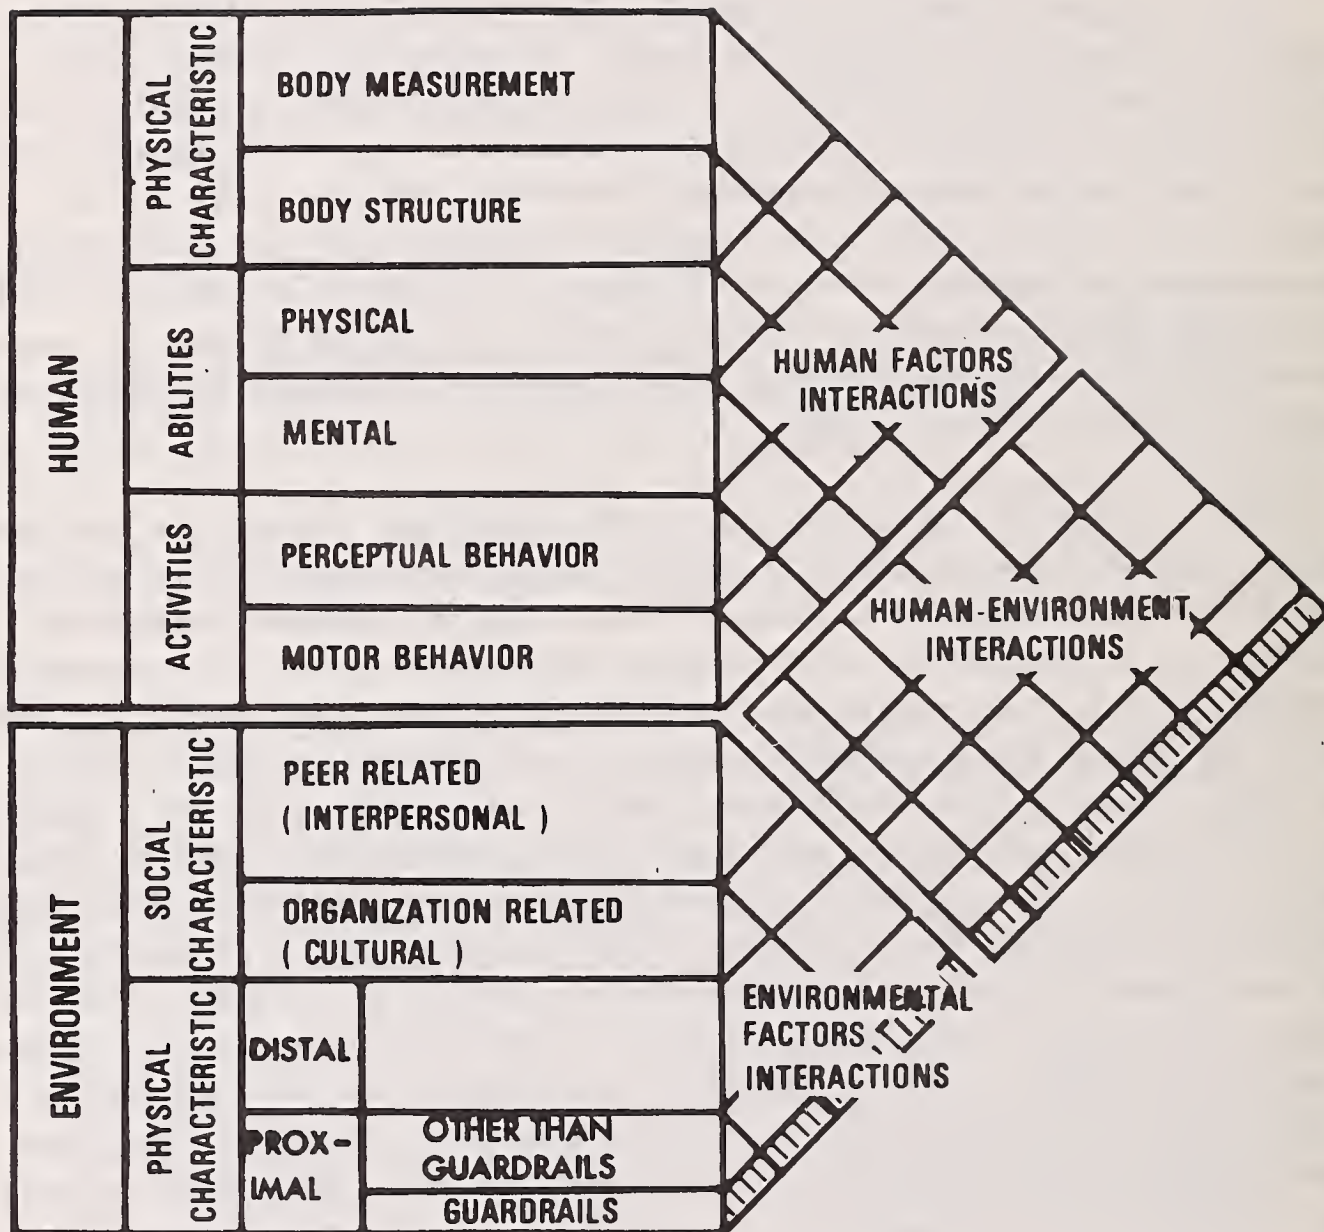 HUMAN
PHYSICAL
CHARACTERISTIC
BODY MEASUREMENT
BODY STRUCTURE
ABILITIES
PHYSICAL
MENTAL
ACTIVITIES
PERCEPTUAL BEHAVIOR
MOTOR BEHAVIOR
HUMAN FACTORS
INTERACTIONS
HUMAN-ENVIRONMENT
INTERACTIONS
ENVIRONMENT
SOCIAL
CHARACTERISTIC
PEER RELATED
( INTERPERSONAL )
ORGANIZATION RELATED
( CULTURAL )
PHYSICAL
CHARACTERISTIC
DISTAL
PROX-
IMAL
OTHER THAN
GUARDRAILS
GUARDRAILS
ENVIRONMENTAL
FACTORS
INTERACTIONS